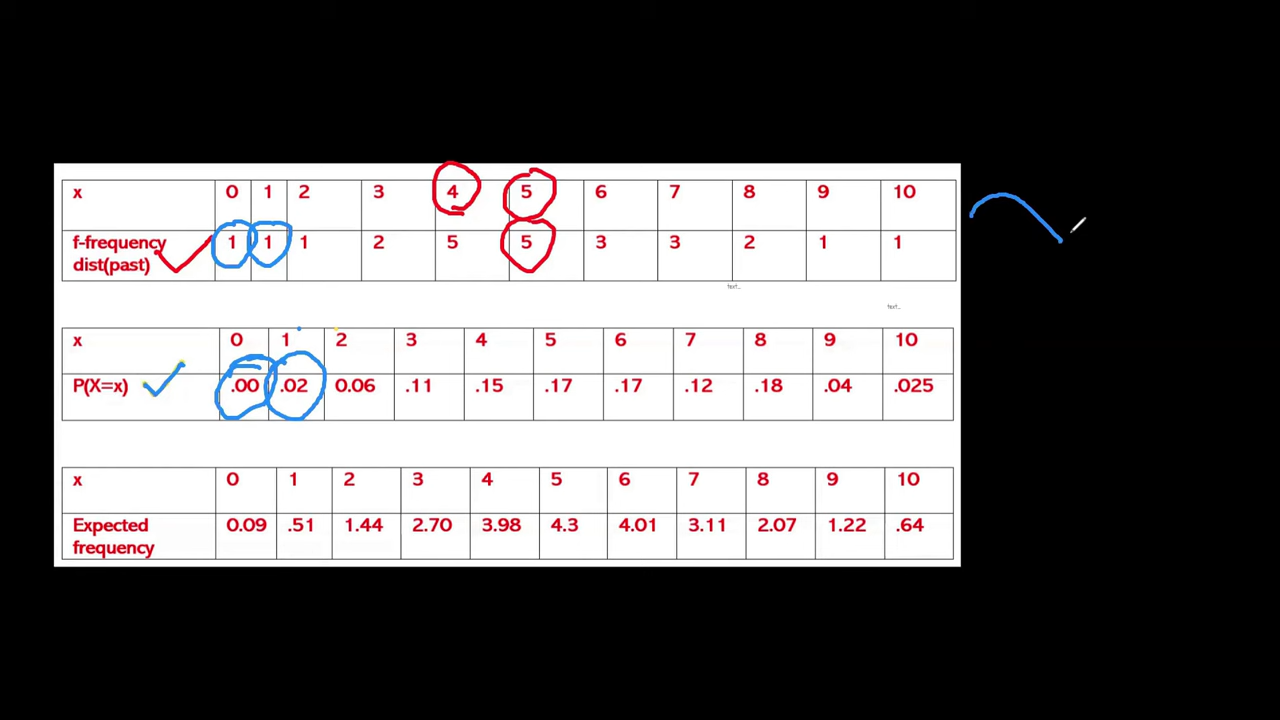 x 0 1 2 3 4 5 6 7 8 9 10
f-frequency 1 1 1 2 5 5 3 3 2 1 1
dist(past)
text...
text...
x 0 1 2 3 4 5 6 7 8 9 10
P(X=x) .00 .02 0.06 .11 .15 .17 .17 .12 .18 .04 .025
x 0 1 2 3 4 5 6 7 8 9 10
Expected 0.09 .51 1.44 2.70 3.98 4.3 4.01 3.11 2.07 1.22 .64
frequency